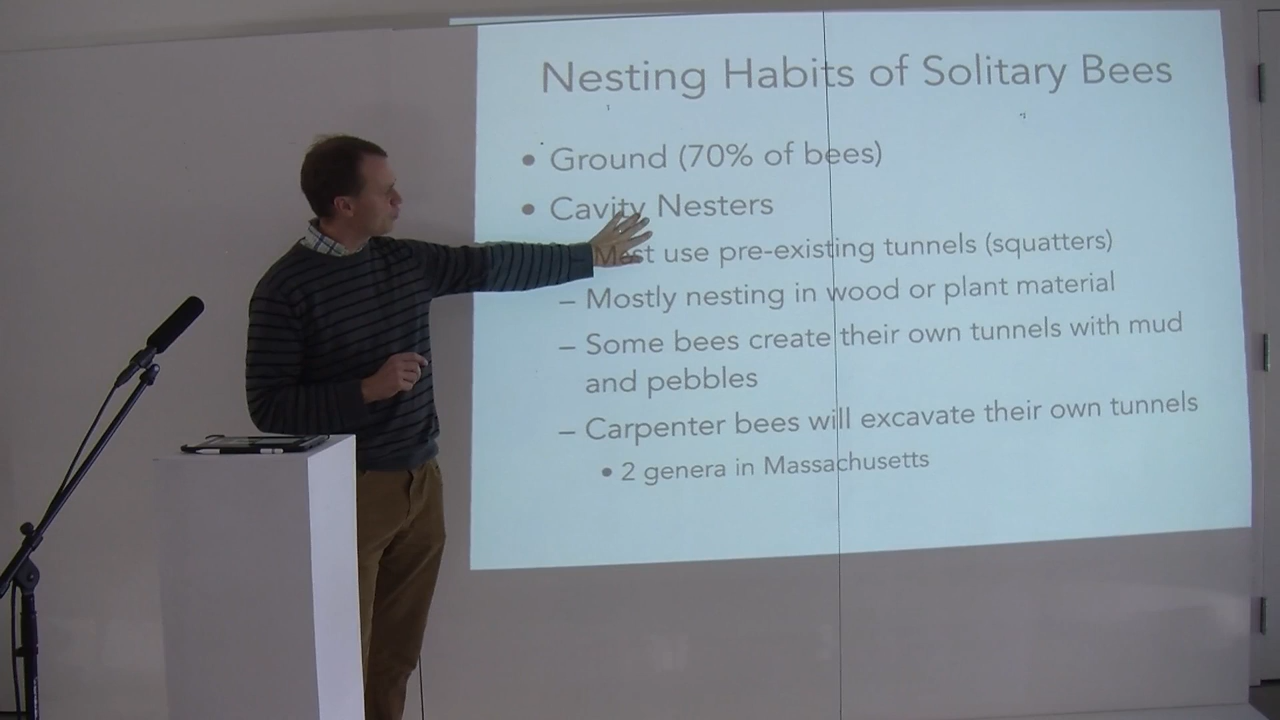 Nesting Habits of Solitary Bees
• Ground (70% of bees)
• Cavity Nesters
Most use pre-existing tunnels (squatters)
– Mostly nesting in wood or plant material
– Some bees create their own tunnels with mud
and pebbles
– Carpenter bees will excavate their own tunnels
• 2 genera in Massachusetts